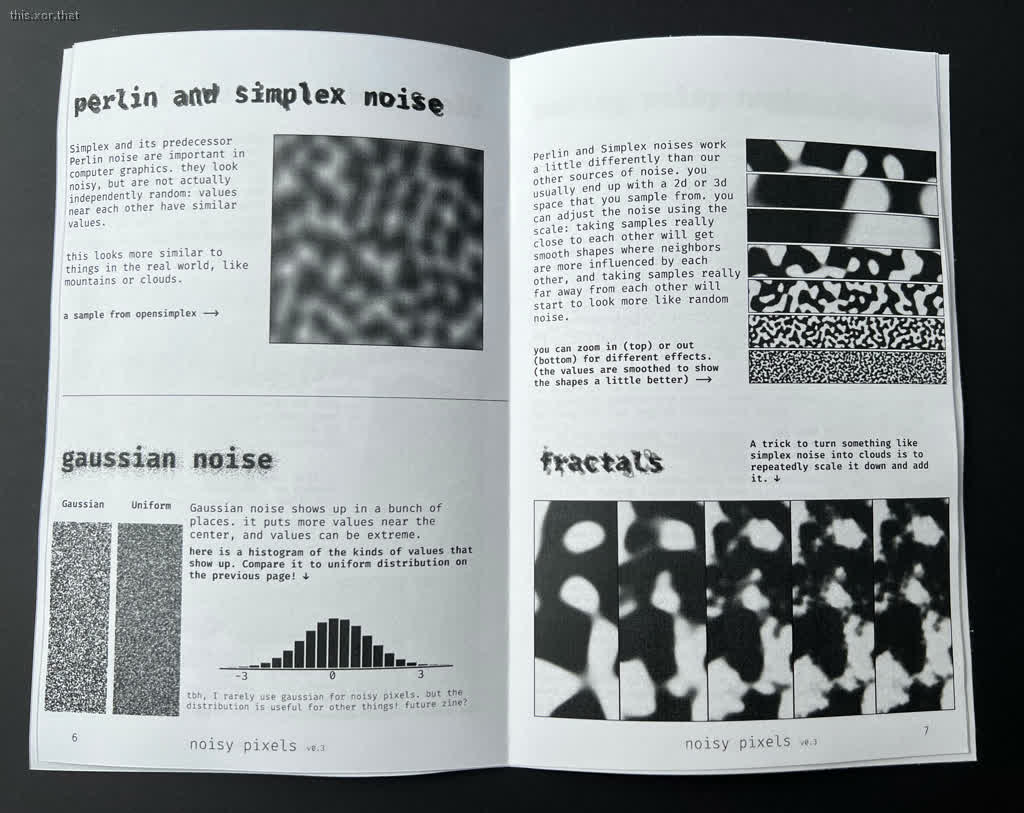 this.xor.that
perlin and simplex noise
Simplex and its predecessor
Perlin noise are important in
computer graphics. they look
noisy, but are not actually
independently random: values
near each other have similar
values.
this looks more similar to
things in the real world, like
mountains or clouds.
a sample from opensimplex →
gaussian noise
Gaussian Uniform
Gaussian noise shows up in a bunch of
places. it puts more values near the
center, and values can be extreme.
here is a histogram of the kinds of values that
show up. Compare it to uniform distribution on
the previous page! ↓
-3 0 3
tbh, I rarely use gaussian for noisy pixels. but the
distribution is useful for other things! future zine?
6
noisy pixels v0.3
Perlin and Simplex noises work
a little differently than our
other sources of noise. you
usually end up with a 2d or 3d
space that you sample from. you
can adjust the noise using the
scale: taking samples really
close to each other will get
smooth shapes where neighbors
are more influenced by each
other, and taking samples really
far away from each other will
start to look more like random
noise.
you can zoom in (top) or out
(bottom) for different effects.
(the values are smoothed to show
the shapes a little better) →
fractals
A trick to turn something like
simplex noise into clouds is to
repeatedly scale it down and add
it. ↓
noisy pixels v0.3
7